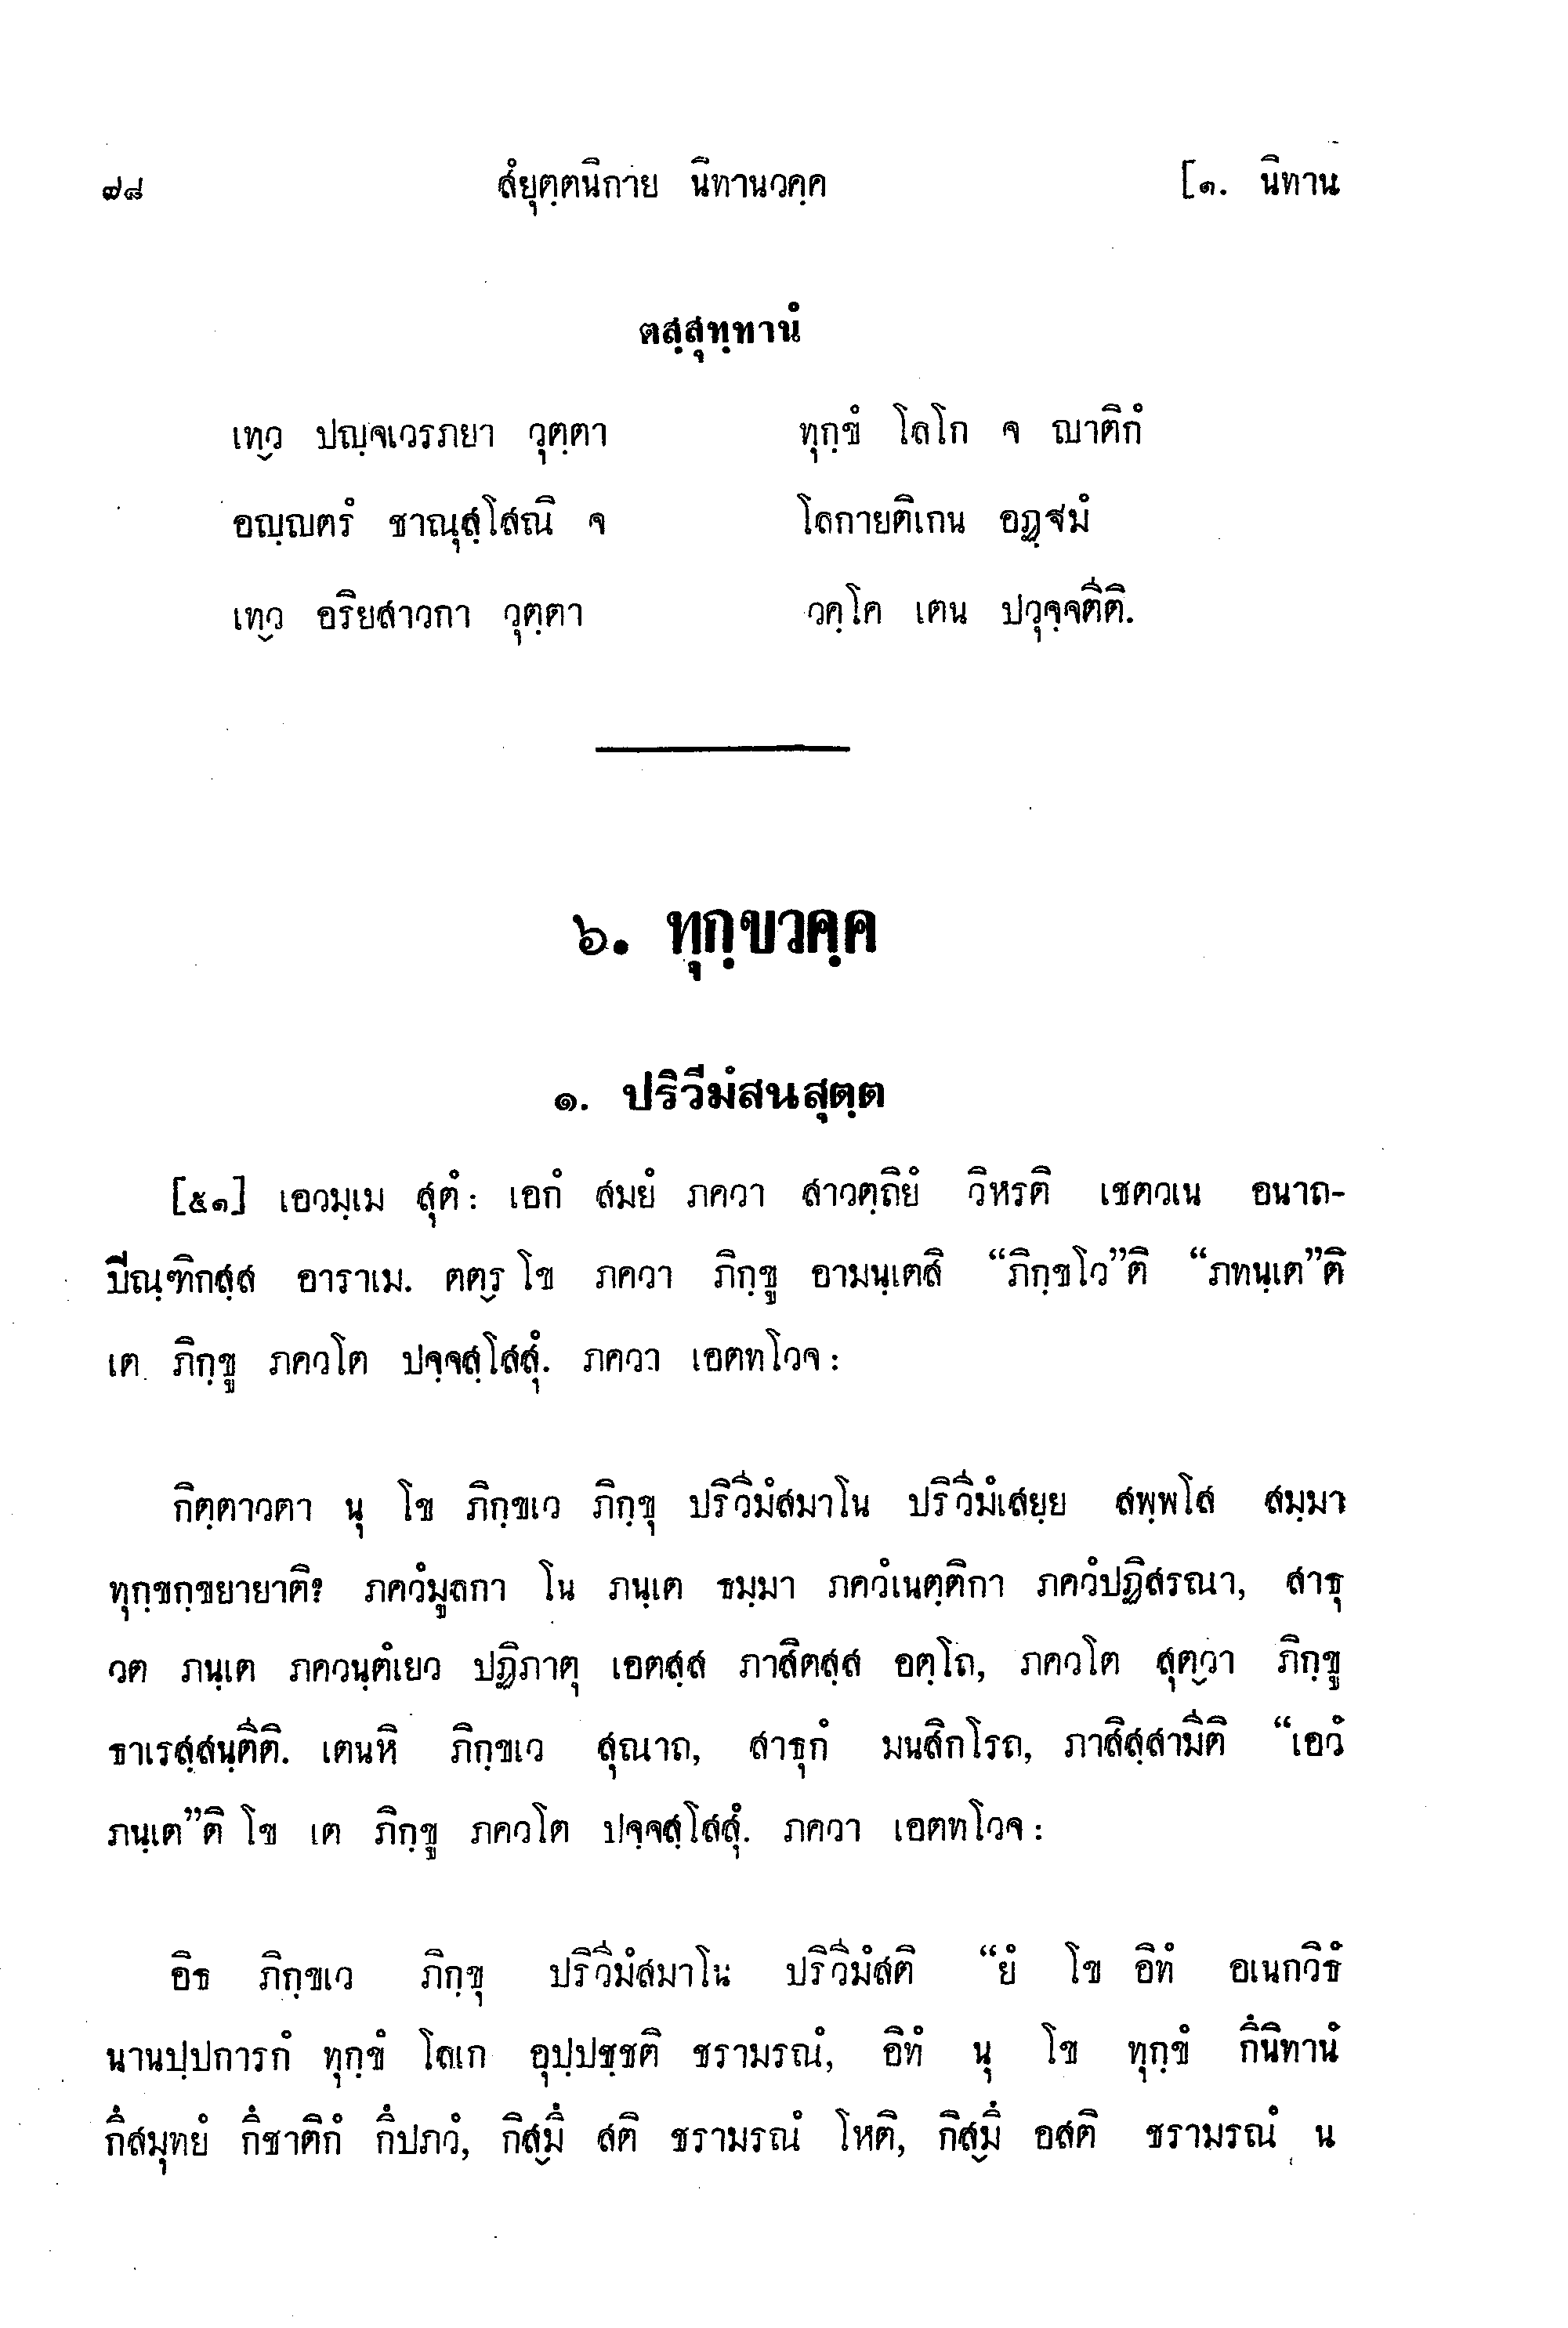 ๙๘ สํยุตฺตนิกาย นิทานวคฺค [๑. นิทาน
ตสฺสุทฺทานํ
เทฺว ปญฺจเวรภยา วุตฺตา ทุกฺขํ โลโก จ ญาติกํ
อญฺญตรํ ชาณุสฺโสณิ จ โลกายติเกน อฏฺฐมํ
เทฺว อริยสาวกา วุตฺตา วคฺโค เตน ปวุจฺจตีติ.
๖. ทุกฺขวคฺค
๑. ปริวีมํสนสุตฺต
[๕๑] เอวมฺเม สุตํ: เอกํ สมยํ ภควา สาวตฺถิยํ วิหรติ เชตวเน อนาถ-
ปิณฺฑิกสฺส อาราเม. ตตฺร โข ภควา ภิกฺขู อามนฺเตสิ “ภิกฺขโว”ติ “ภทนฺเต”ติ
เต ภิกฺขู ภควโต ปจฺจสฺโสสุํ. ภควา เอตทโวจ:
กิตฺตาวตา นุ โข ภิกฺขเว ภิกฺขุ ปริวีมํสมาโน ปริวีมํเสยฺย สพฺพโส สมฺมา
ทุกฺขกฺขยายาติ? ภควํมูลกา โน ภนฺเต ธมฺมา ภควํเนตฺติกา ภควํปฏิสรณา, สาธุ
วต ภนฺเต ภควนฺตํเยว ปฏิภาตุ เอตสฺส ภาสิตสฺส อตฺโถ, ภควโต สุตฺวา ภิกฺขู
ธาเรสฺสนฺตีติ. เตนหิ ภิกฺขเว สุณาถ, สาธุกํ มนสิกโรถ, ภาสิสฺสามีติ “เอวํ
ภนฺเต”ติ โข เต ภิกฺขู ภควโต ปจฺจสฺโสสุํ. ภควา เอตทโวจ:
อิธ ภิกฺขเว ภิกฺขุ ปริวีมํสมาโน ปริวีมํสติ “ยํ โข อิทํ อเนกวิธํ
นานปฺปการกํ ทุกฺขํ โลเก อุปฺปชฺชติ ชรามรณํ, อิทํ นุ โข ทุกฺขํ กึนิทานํ
กึสมุทยํ กึชาติกํ กึปภวํ, กิสฺมึ สติ ชรามรณํ โหติ, กิสฺมึ อสติ ชรามรณํ น